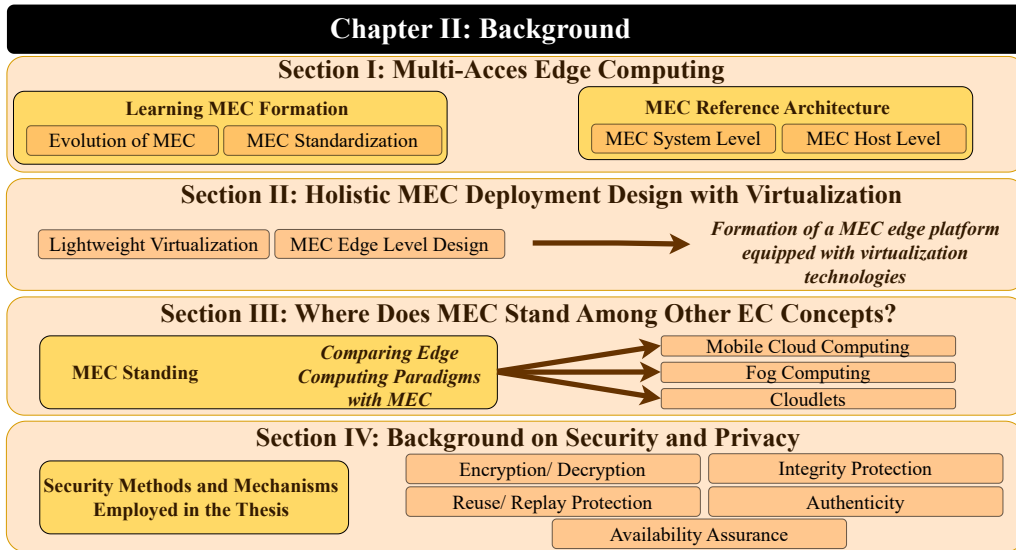 Chapter II: Background
Section I: Multi-Acces Edge Computing
Learning MEC Formation
Evolution of MEC
MEC Standardization
MEC Reference Architecture
MEC System Level
MEC Host Level
Section II: Holistic MEC Deployment Design with Virtualization
Lightweight Virtualization
MEC Edge Level Design
Formation of a MEC edge platform
equipped with virtualization
technologies
Section III: Where Does MEC Stand Among Other EC Concepts?
MEC Standing
Comparing Edge
Computing Paradigms
with MEC
Mobile Cloud Computing
Fog Computing
Cloudlets
Section IV: Background on Security and Privacy
Security Methods and Mechanisms
Employed in the Thesis
Encryption/ Decryption
Integrity Protection
Reuse/ Replay Protection
Authenticity
Availability Assurance